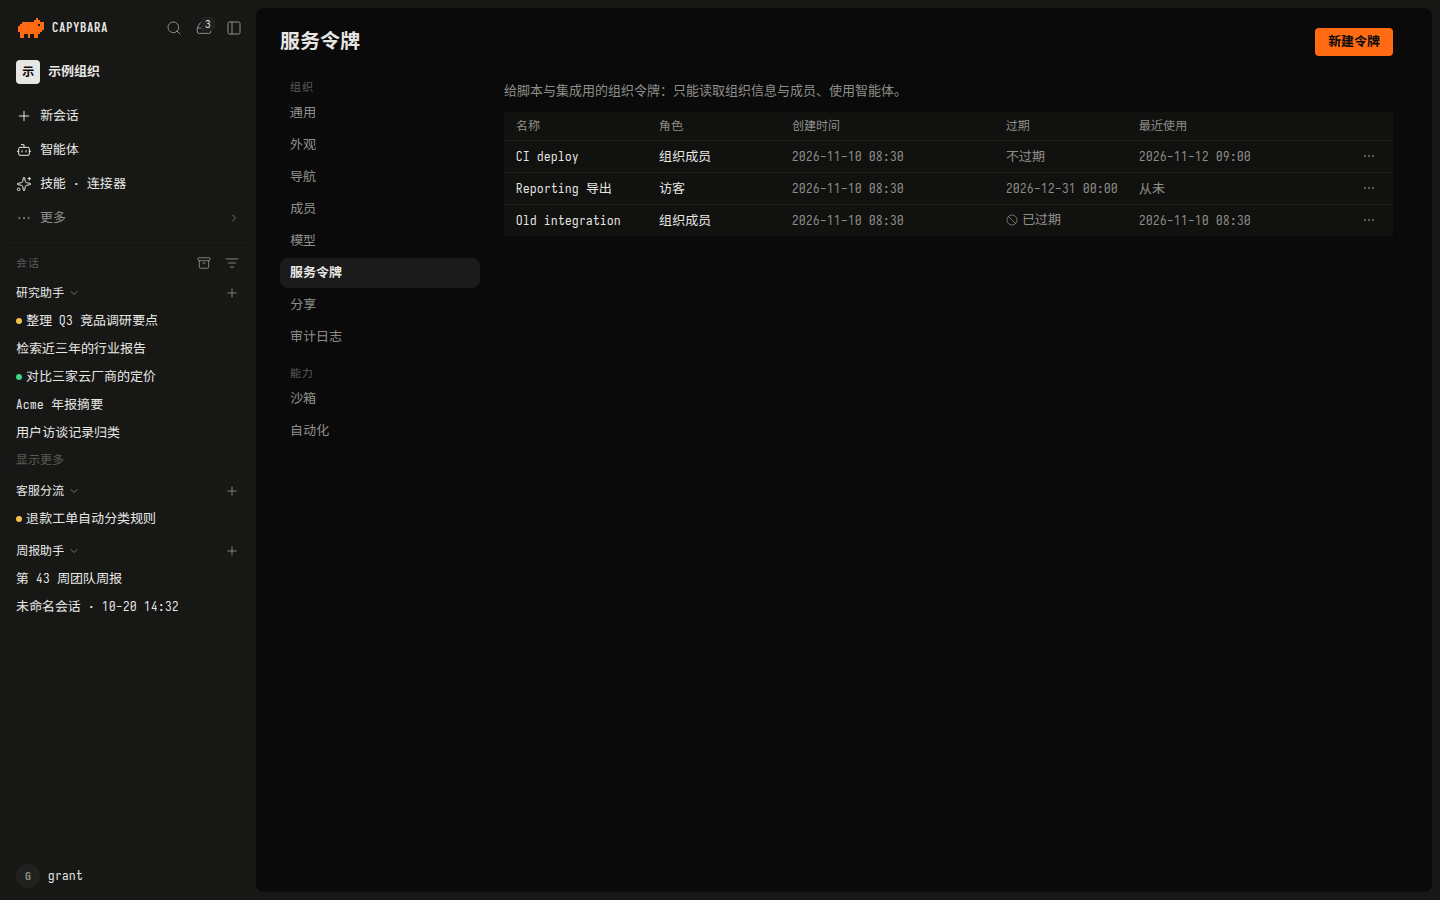 CAPYBARA
3
示 示例组织
新会话
智能体
技能 · 连接器
更多
会话
研究助手
整理 Q3 竞品调研要点
检索近三年的行业报告
对比三家云厂商的定价
Acme 年报摘要
用户访谈记录归类
显示更多
客服分流
退款工单自动分类规则
周报助手
第 43 周团队周报
未命名会话 · 10-20 14:32
G grant
服务令牌
新建令牌
组织
通用
外观
导航
成员
模型
服务令牌
分享
审计日志
能力
沙箱
自动化
给脚本与集成用的组织令牌：只能读取组织信息与成员、使用智能体。
名称 角色 创建时间 过期 最近使用
CI deploy 组织成员 2026-11-10 08:30 不过期 2026-11-12 09:00
Reporting 导出 访客 2026-11-10 08:30 2026-12-31 00:00 从未
Old integration 组织成员 2026-11-10 08:30 已过期 2026-11-10 08:30